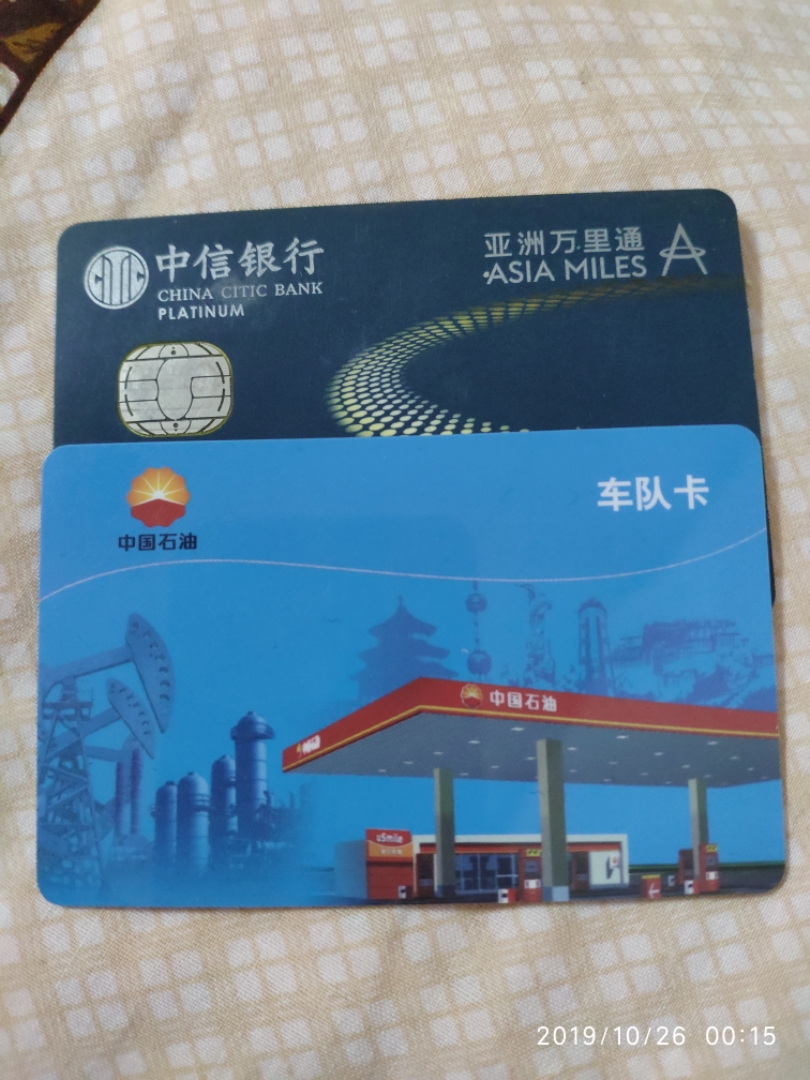 中信银行
CHINA CITIC BANK
PLATINUM
亚洲万里通
ASIA MILES
中国石油
车队卡
中国石油
uSmile
2019/10/26 00:15